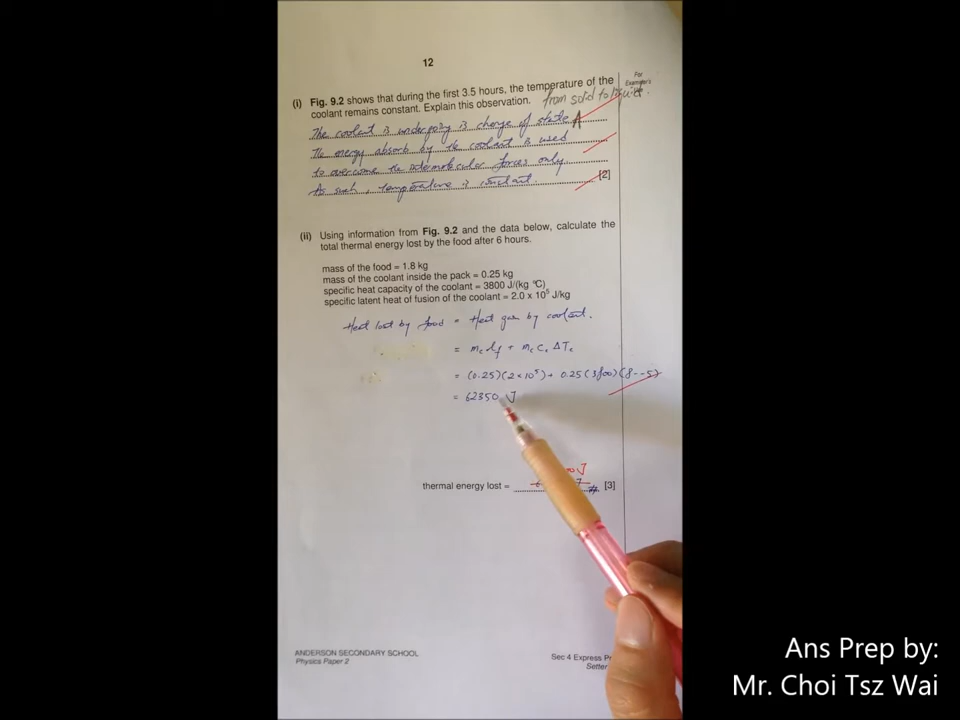 12
For
Examiner's
(i) Fig. 9.2 shows that during the first 3.5 hours, the temperature of the
coolant remains constant. Explain this observation. from solid to liquid.
The coolant is undergoing is change of state
The energy absorb by the coolant is used
to overcome the intermolecular forces only.
As such, temperature is constant. [2]
(ii) Using information from Fig. 9.2 and the data below, calculate the
total thermal energy lost by the food after 6 hours.
mass of the food = 1.8 kg
mass of the coolant inside the pack = 0.25 kg
specific heat capacity of the coolant = 3800 J/(kg °C)
specific latent heat of fusion of the coolant = 2.0 x 10⁵ J/kg
Heat lost by food = Heat gain by coolant.
= mc lf + mc cc ΔTc
= (0.25)(2×10⁵) + 0.25(3800)(8--5)
= 62350 J
thermal energy lost = [3]
ANDERSON SECONDARY SCHOOL
Physics Paper 2
Sec 4 Express
Ans Prep by:
Mr. Choi Tsz Wai